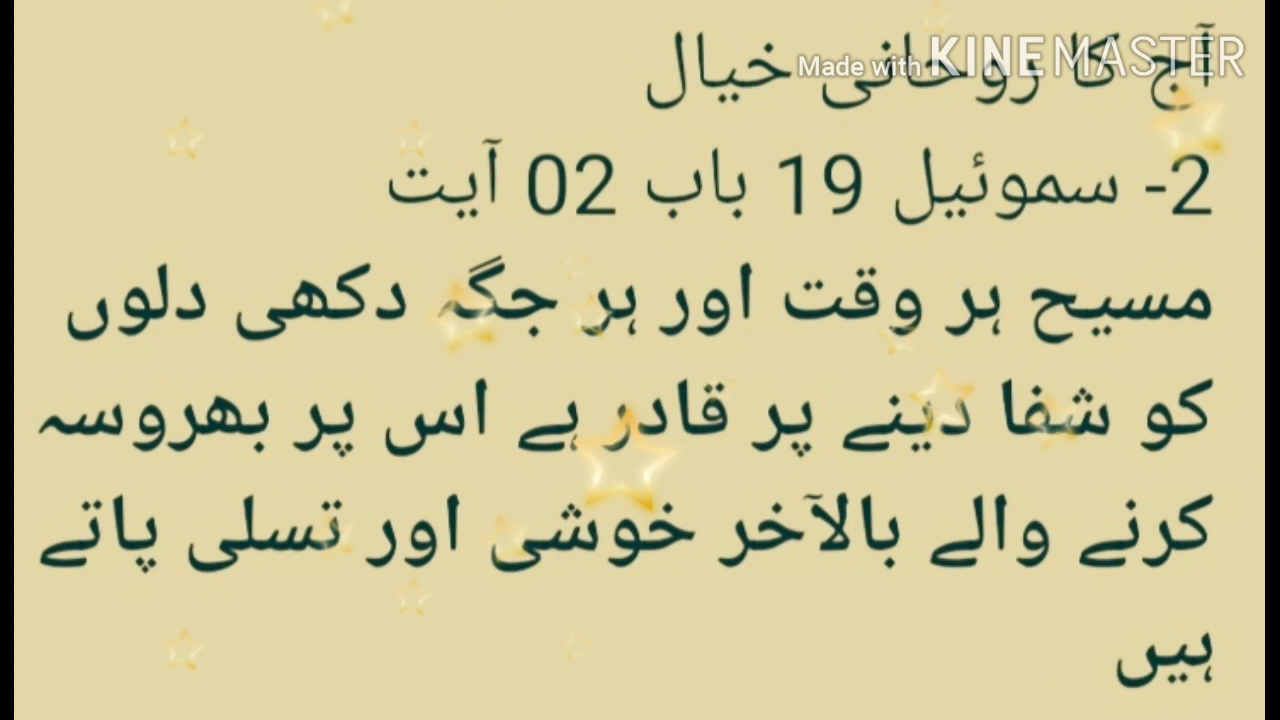 آج کا روحانی خیال
Made with KINEMASTER
2- سموئیل 19 باب 02 آیت
مسیح ہر وقت اور ہر جگہ دکھی دلوں
کو شفا دینے پر قادر ہے اس پر بھروسہ
کرنے والے بالآخر خوشی اور تسلی پاتے
ہیں